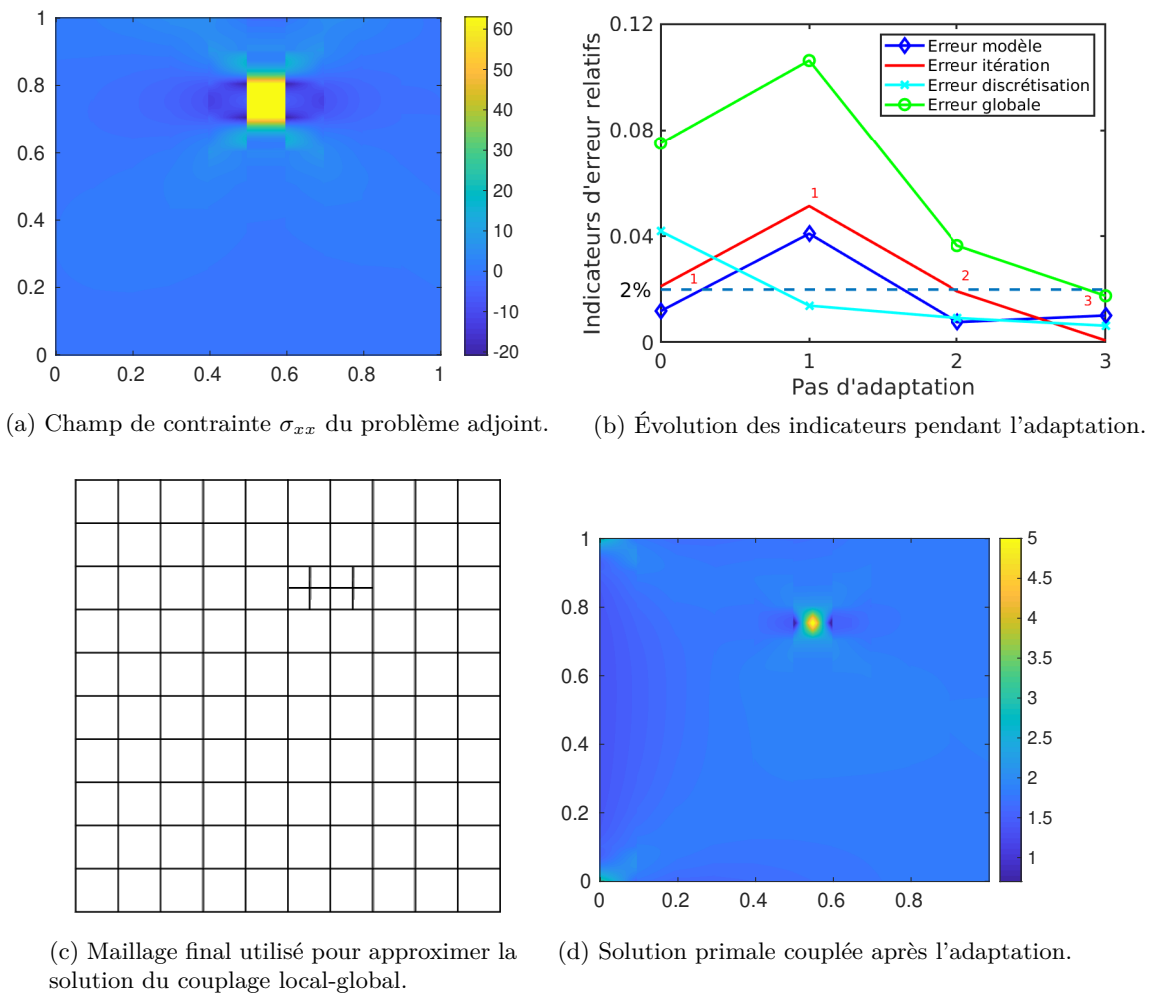 1
0.8
0.6
0.4
0.2
0
0 0.2 0.4 0.6 0.8 1
60
50
40
30
20
10
0
-10
-20
(a) Champ de contrainte σxx du problème adjoint.
Indicateurs d'erreur relatifs
0.12
0.08
0.04
2%
0
0 1 2 3
Pas d'adaptation
Erreur modèle
Erreur itération
Erreur discrétisation
Erreur globale
1
1
2
3
(b) Évolution des indicateurs pendant l'adaptation.
(c) Maillage final utilisé pour approximer la
solution du couplage local-global.
1
0.8
0.6
0.4
0.2
0
0 0.2 0.4 0.6 0.8
5
4.5
4
3.5
3
2.5
2
1.5
1
(d) Solution primale couplée après l'adaptation.